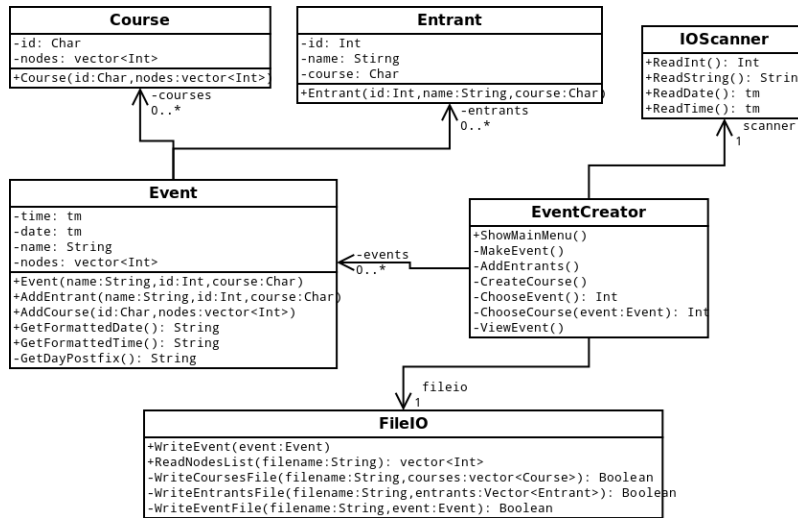 Course
-id: Char
-nodes: vector<Int>
+Course(id:Char,nodes:vector<Int>)
-courses
0..*
Entrant
-id: Int
-name: Stirng
-course: Char
+Entrant(id:Int,name:String,course:Char)
-entrants
0..*
IOScanner
+ReadInt(): Int
+ReadString(): Strin
+ReadDate(): tm
+ReadTime(): tm
scanner
1
Event
-time: tm
-date: tm
-name: String
-nodes: vector<Int>
+Event(name:String,id:Int,course:Char)
+AddEntrant(name:String,id:Int,course:Char)
+AddCourse(id:Char,nodes:vector<Int>)
+GetFormattedDate(): String
+GetFormattedTime(): String
-GetDayPostfix(): String
-events
0..*
EventCreator
+ShowMainMenu()
-MakeEvent()
-AddEntrants()
-CreateCourse()
-ChooseEvent(): Int
-ChooseCourse(event:Event): Int
-ViewEvent()
fileio
1
FileIO
+WriteEvent(event:Event)
+ReadNodesList(filename:String): vector<Int>
-WriteCoursesFile(filename:String,courses:vector<Course>): Boolean
-WriteEntrantsFile(filename:String,entrants:Vector<Entrant>): Boolean
-WriteEventFile(filename:String,event:Event): Boolean